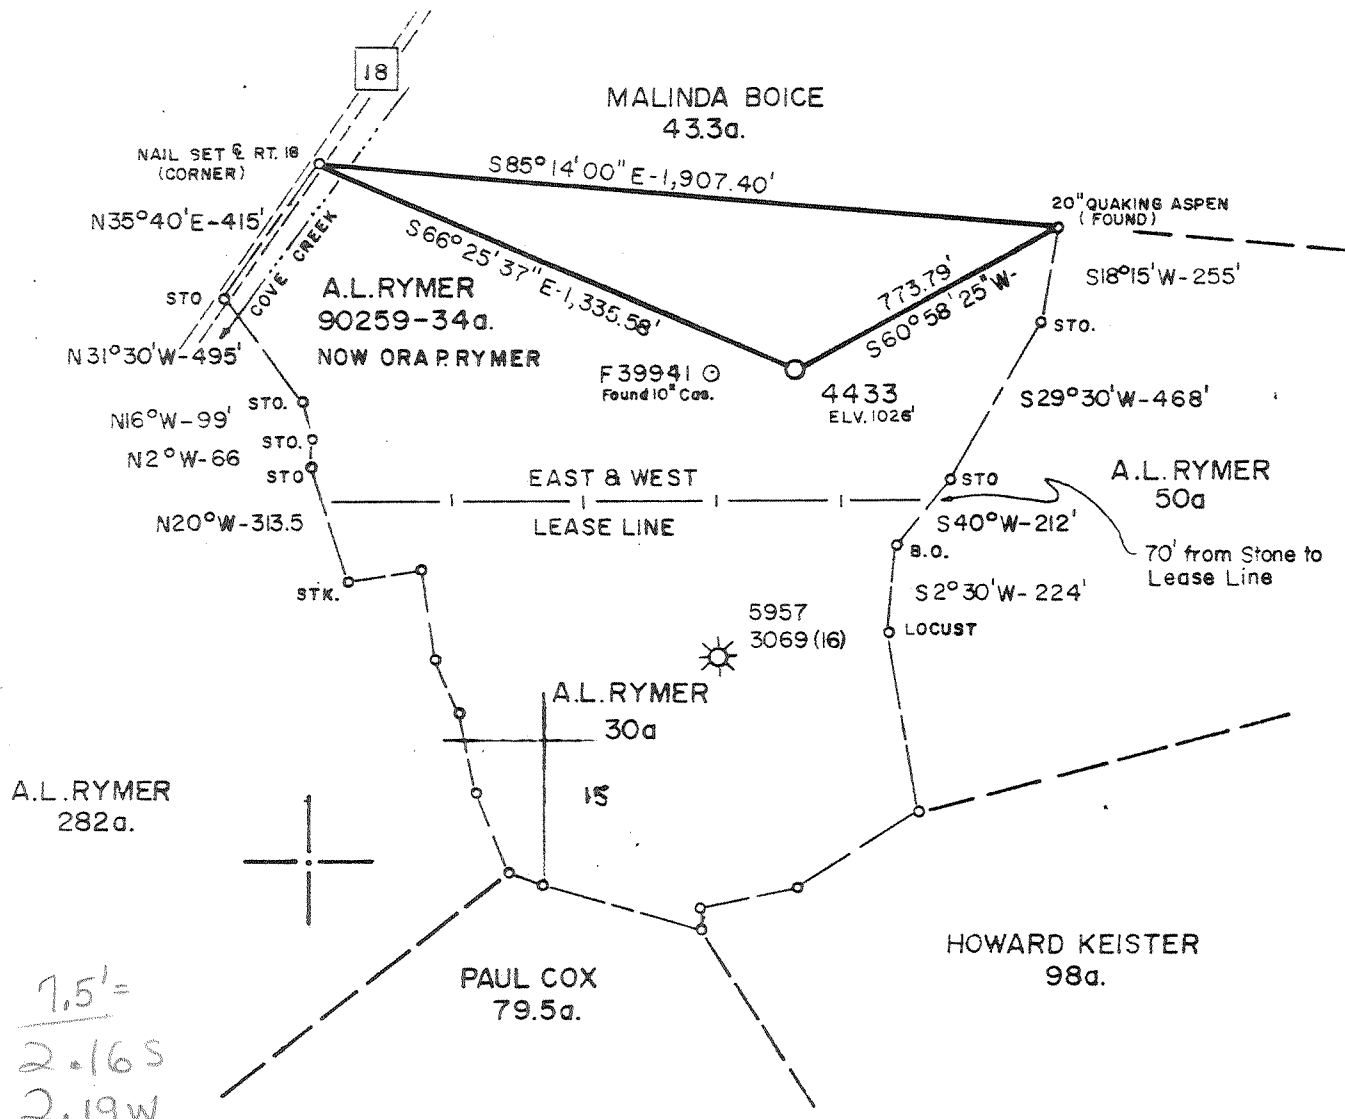 18
MALINDA BOICE
43.3a.
NAIL SET ℄ RT. 18
(CORNER)
S85°14'00"E-1,907.40'
20" QUAKING ASPEN
(FOUND)
N35°40'E-415'
COVE CREEK
S66°25'37"E-1,335.58'
773.79'
S60°58'25"W-
S18°15'W-255'
STO
A.L.RYMER
90259-34a.
NOW ORA P. RYMER
STO.
N31°30'W-495'
F39941
Found 10" Cas.
4433
ELV. 1026'
S29°30'W-468'
STO.
N16°W-99'
STO.
N2°W-66
STO
EAST & WEST
LEASE LINE
STO
A.L.RYMER
50a
N20°W-313.5
S40°W-212'
70' from Stone to
Lease Line
B.O.
STK.
S2°30'W-224'
LOCUST
5957
3069(16)
A.L.RYMER
30a
15
A.L.RYMER
282a.
PAUL COX
79.5a.
HOWARD KEISTER
98a.
7.5'=
2.16 S
2.19 W